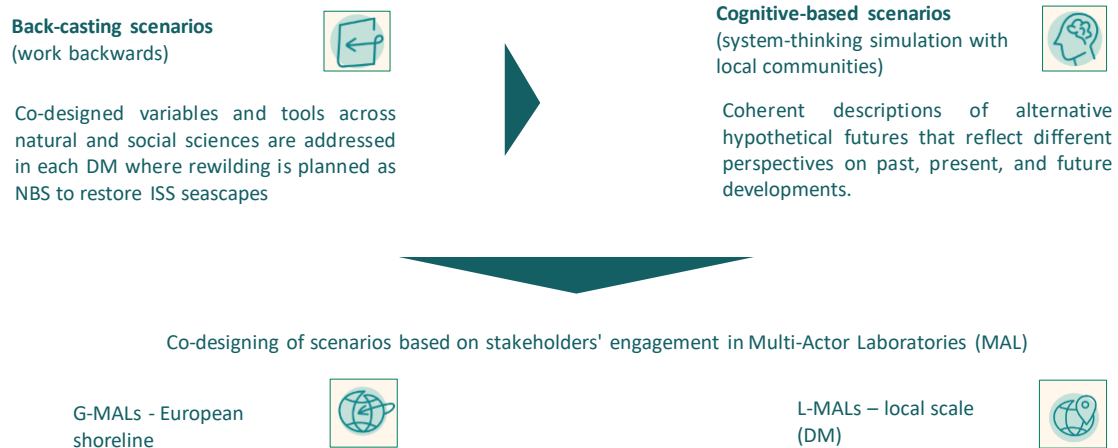 Back-casting scenarios
(work backwards)
Co-designed variables and tools across
natural and social sciences are addressed
in each DM where rewilding is planned as
NBS to restore ISS seascapes
Cognitive-based scenarios
(system-thinking simulation with
local communities)
Coherent descriptions of alternative
hypothetical futures that reflect different
perspectives on past, present, and future
developments.
Co-designing of scenarios based on stakeholders' engagement in Multi-Actor Laboratories (MAL)
G-MALs - European
shoreline
L-MALs – local scale
(DM)